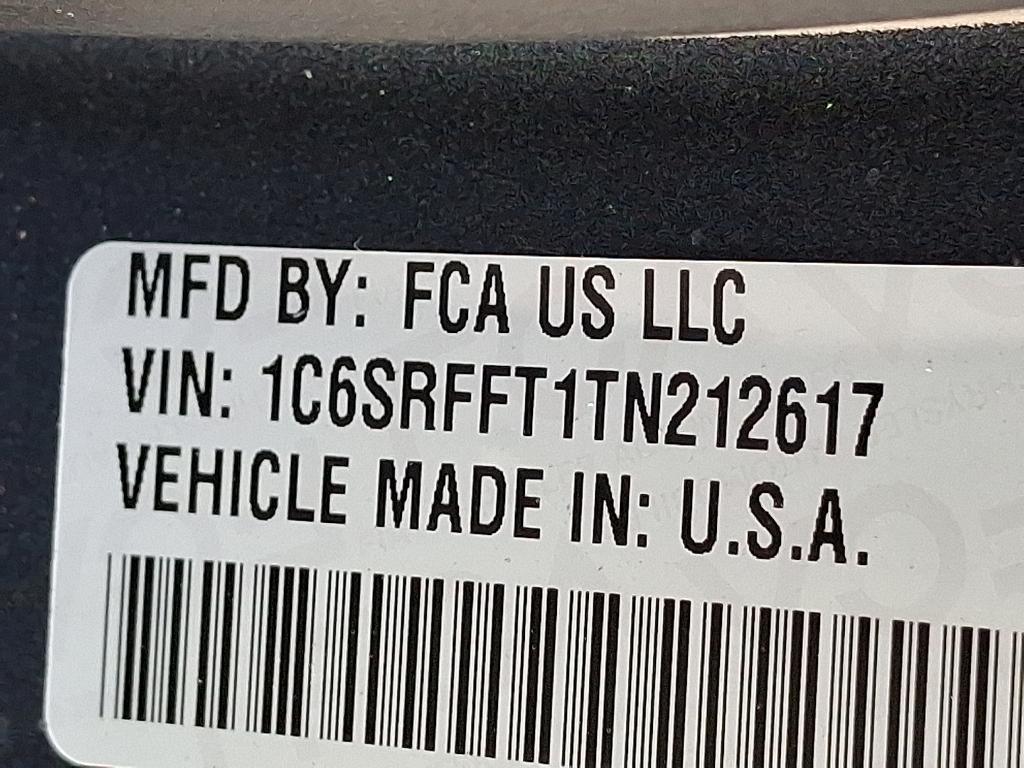 MFD BY: FCA US LLC
VIN: 1C6SRFFT1TN212617
VEHICLE MADE IN: U.S.A.